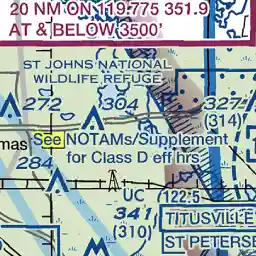 20 NM ON 119.775 351.9
AT & BELOW 3500'
ST JOHNS NATIONAL
WILDLIFE REFUGE
272
304
327
(314)
mas
See NOTAMs/Supplement
for Class D eff hrs
284
UC
(122.5
341
(310)
TITUSVILLE
ST PETERSB